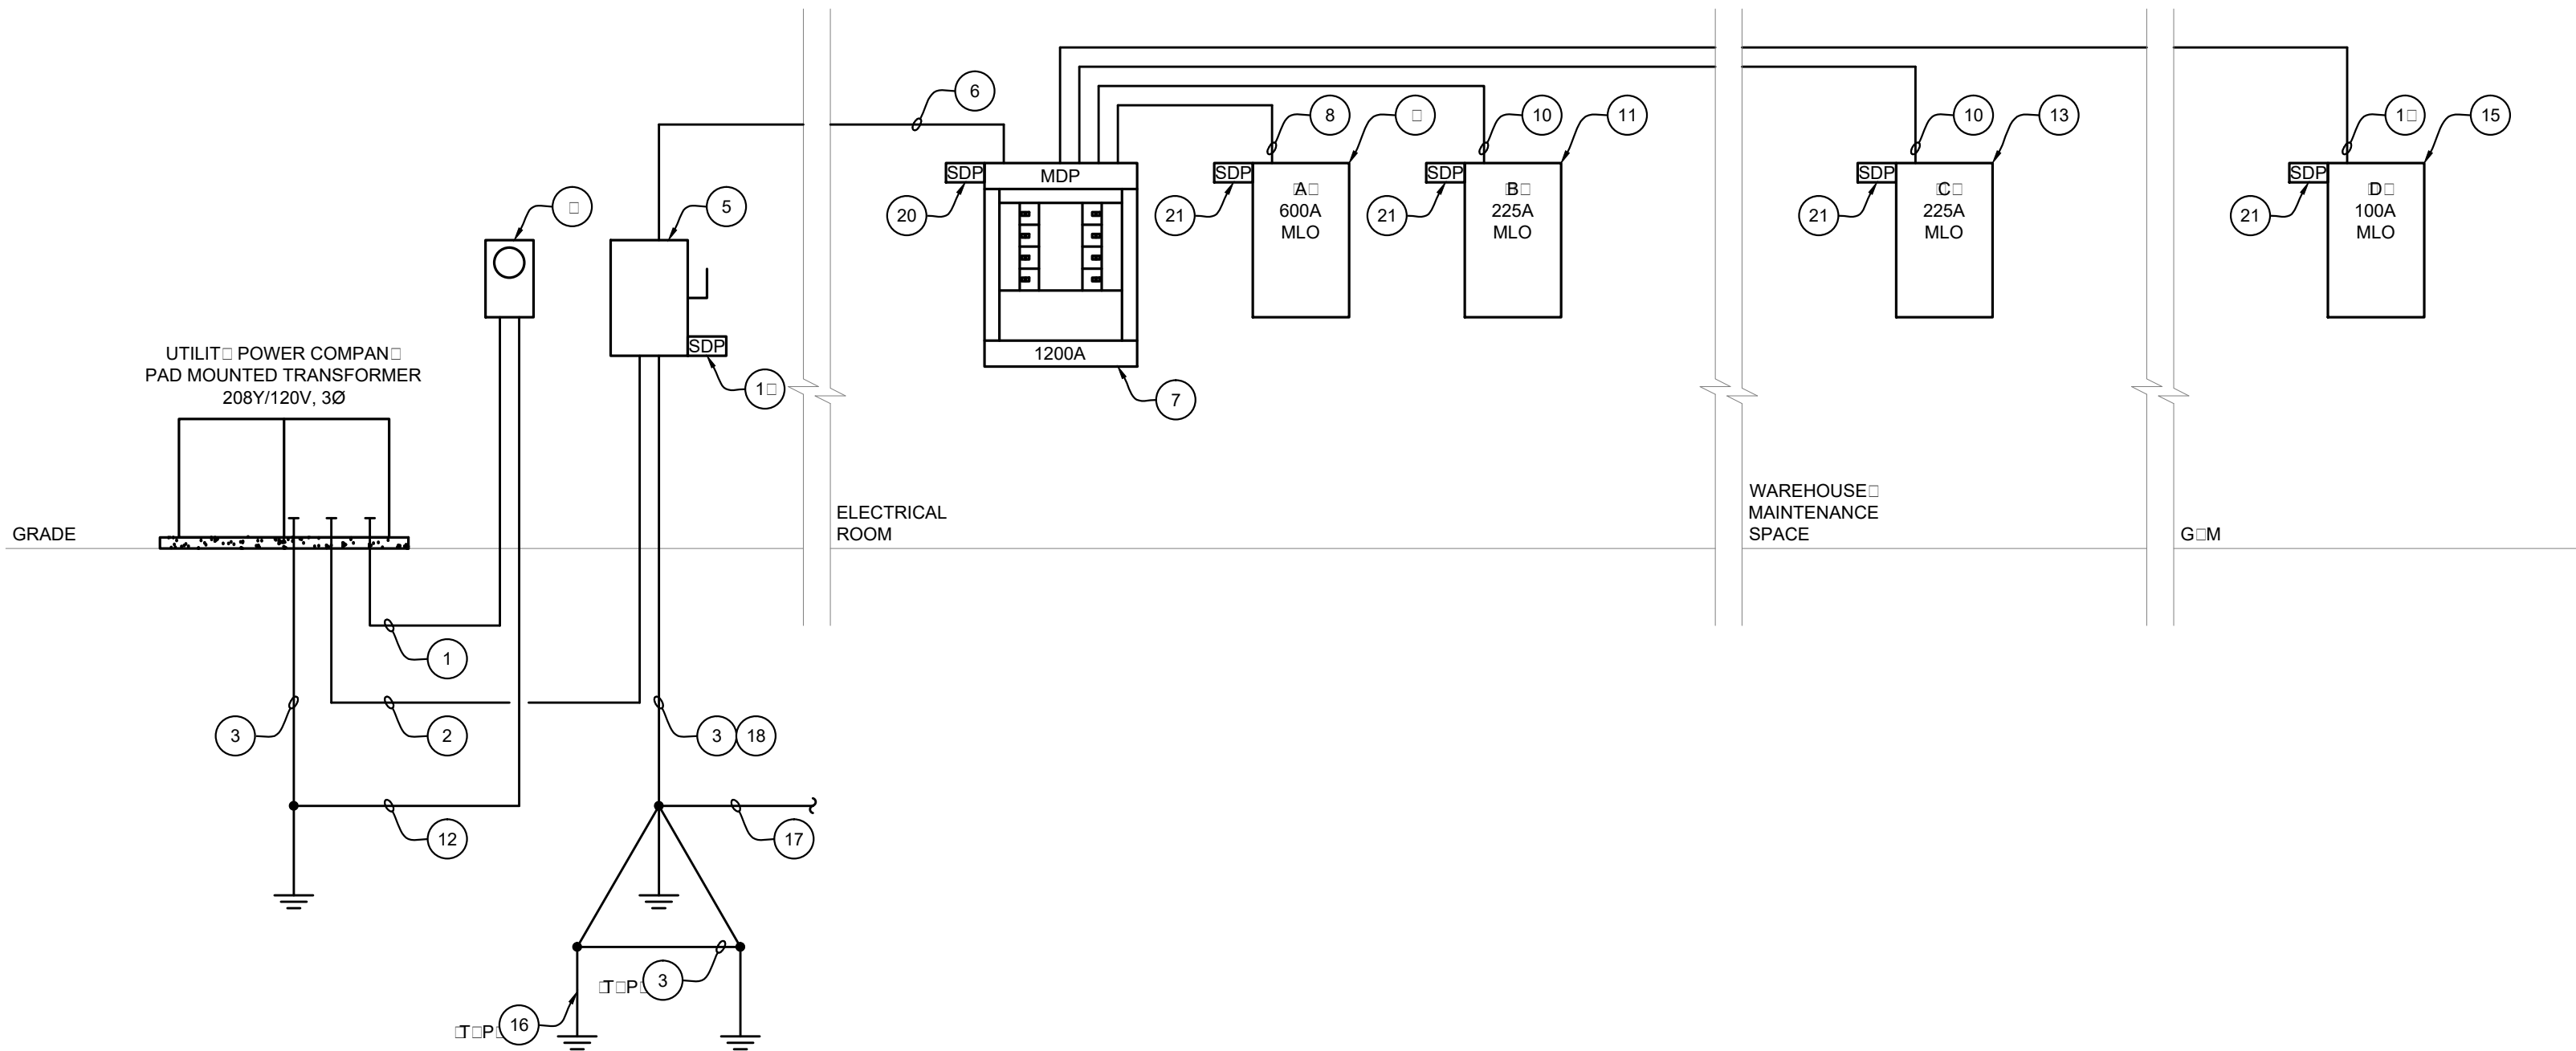 6
8
10
11
10
13
15
SDP
MDP
SDP
SDP
SDP
SDP
600A
MLO
225A
MLO
225A
MLO
100A
MLO
5
20
21
21
21
21
SDP
1200A
7
POWER
PAD MOUNTED TRANSFORMER
208Y/120V, 3Ø
GRADE
ELECTRICAL
ROOM
WAREHOUSE
MAINTENANCE
SPACE
1
3
2
3
18
12
17
3
16